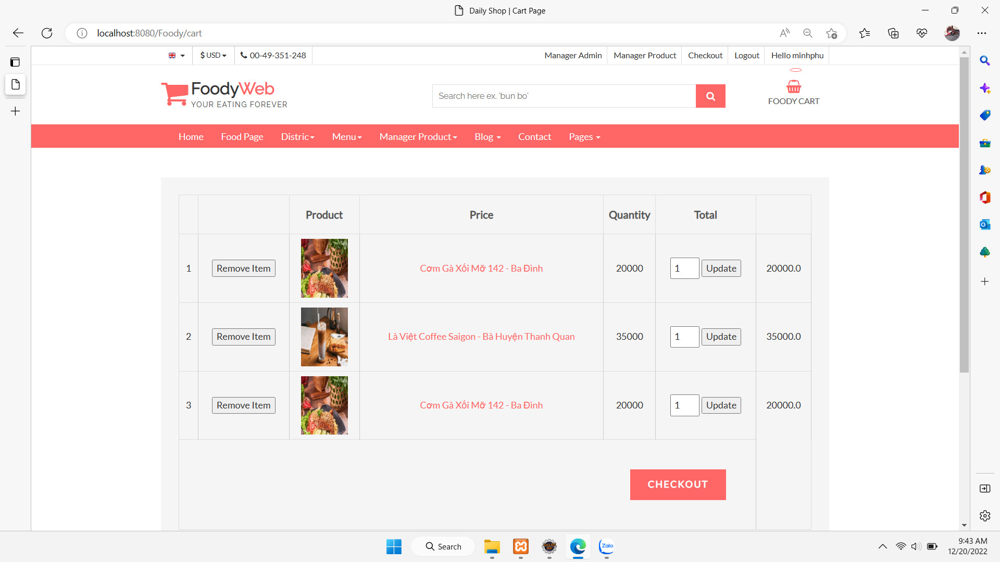 Daily Shop | Cart Page
localhost:8080/Foody/cart
$ USD 00-49-351-248 Manager Admin Manager Product Checkout Logout Hello minhphu
FoodyWeb
YOUR EATING FOREVER
Search here ex. 'bun bo'
FOODY CART
Home Food Page Distric Menu Manager Product Blog Contact Pages
Product Price Quantity Total
1 Remove Item Cơm Gà Xối Mỡ 142 - Ba Đình 20000 1 Update 20000.0
2 Remove Item Là Việt Coffee Saigon - Bà Huyện Thanh Quan 35000 1 Update 35000.0
3 Remove Item Cơm Gà Xối Mỡ 142 - Ba Đình 20000 1 Update 20000.0
CHECKOUT
Search Zalo
9:43 AM
12/20/2022